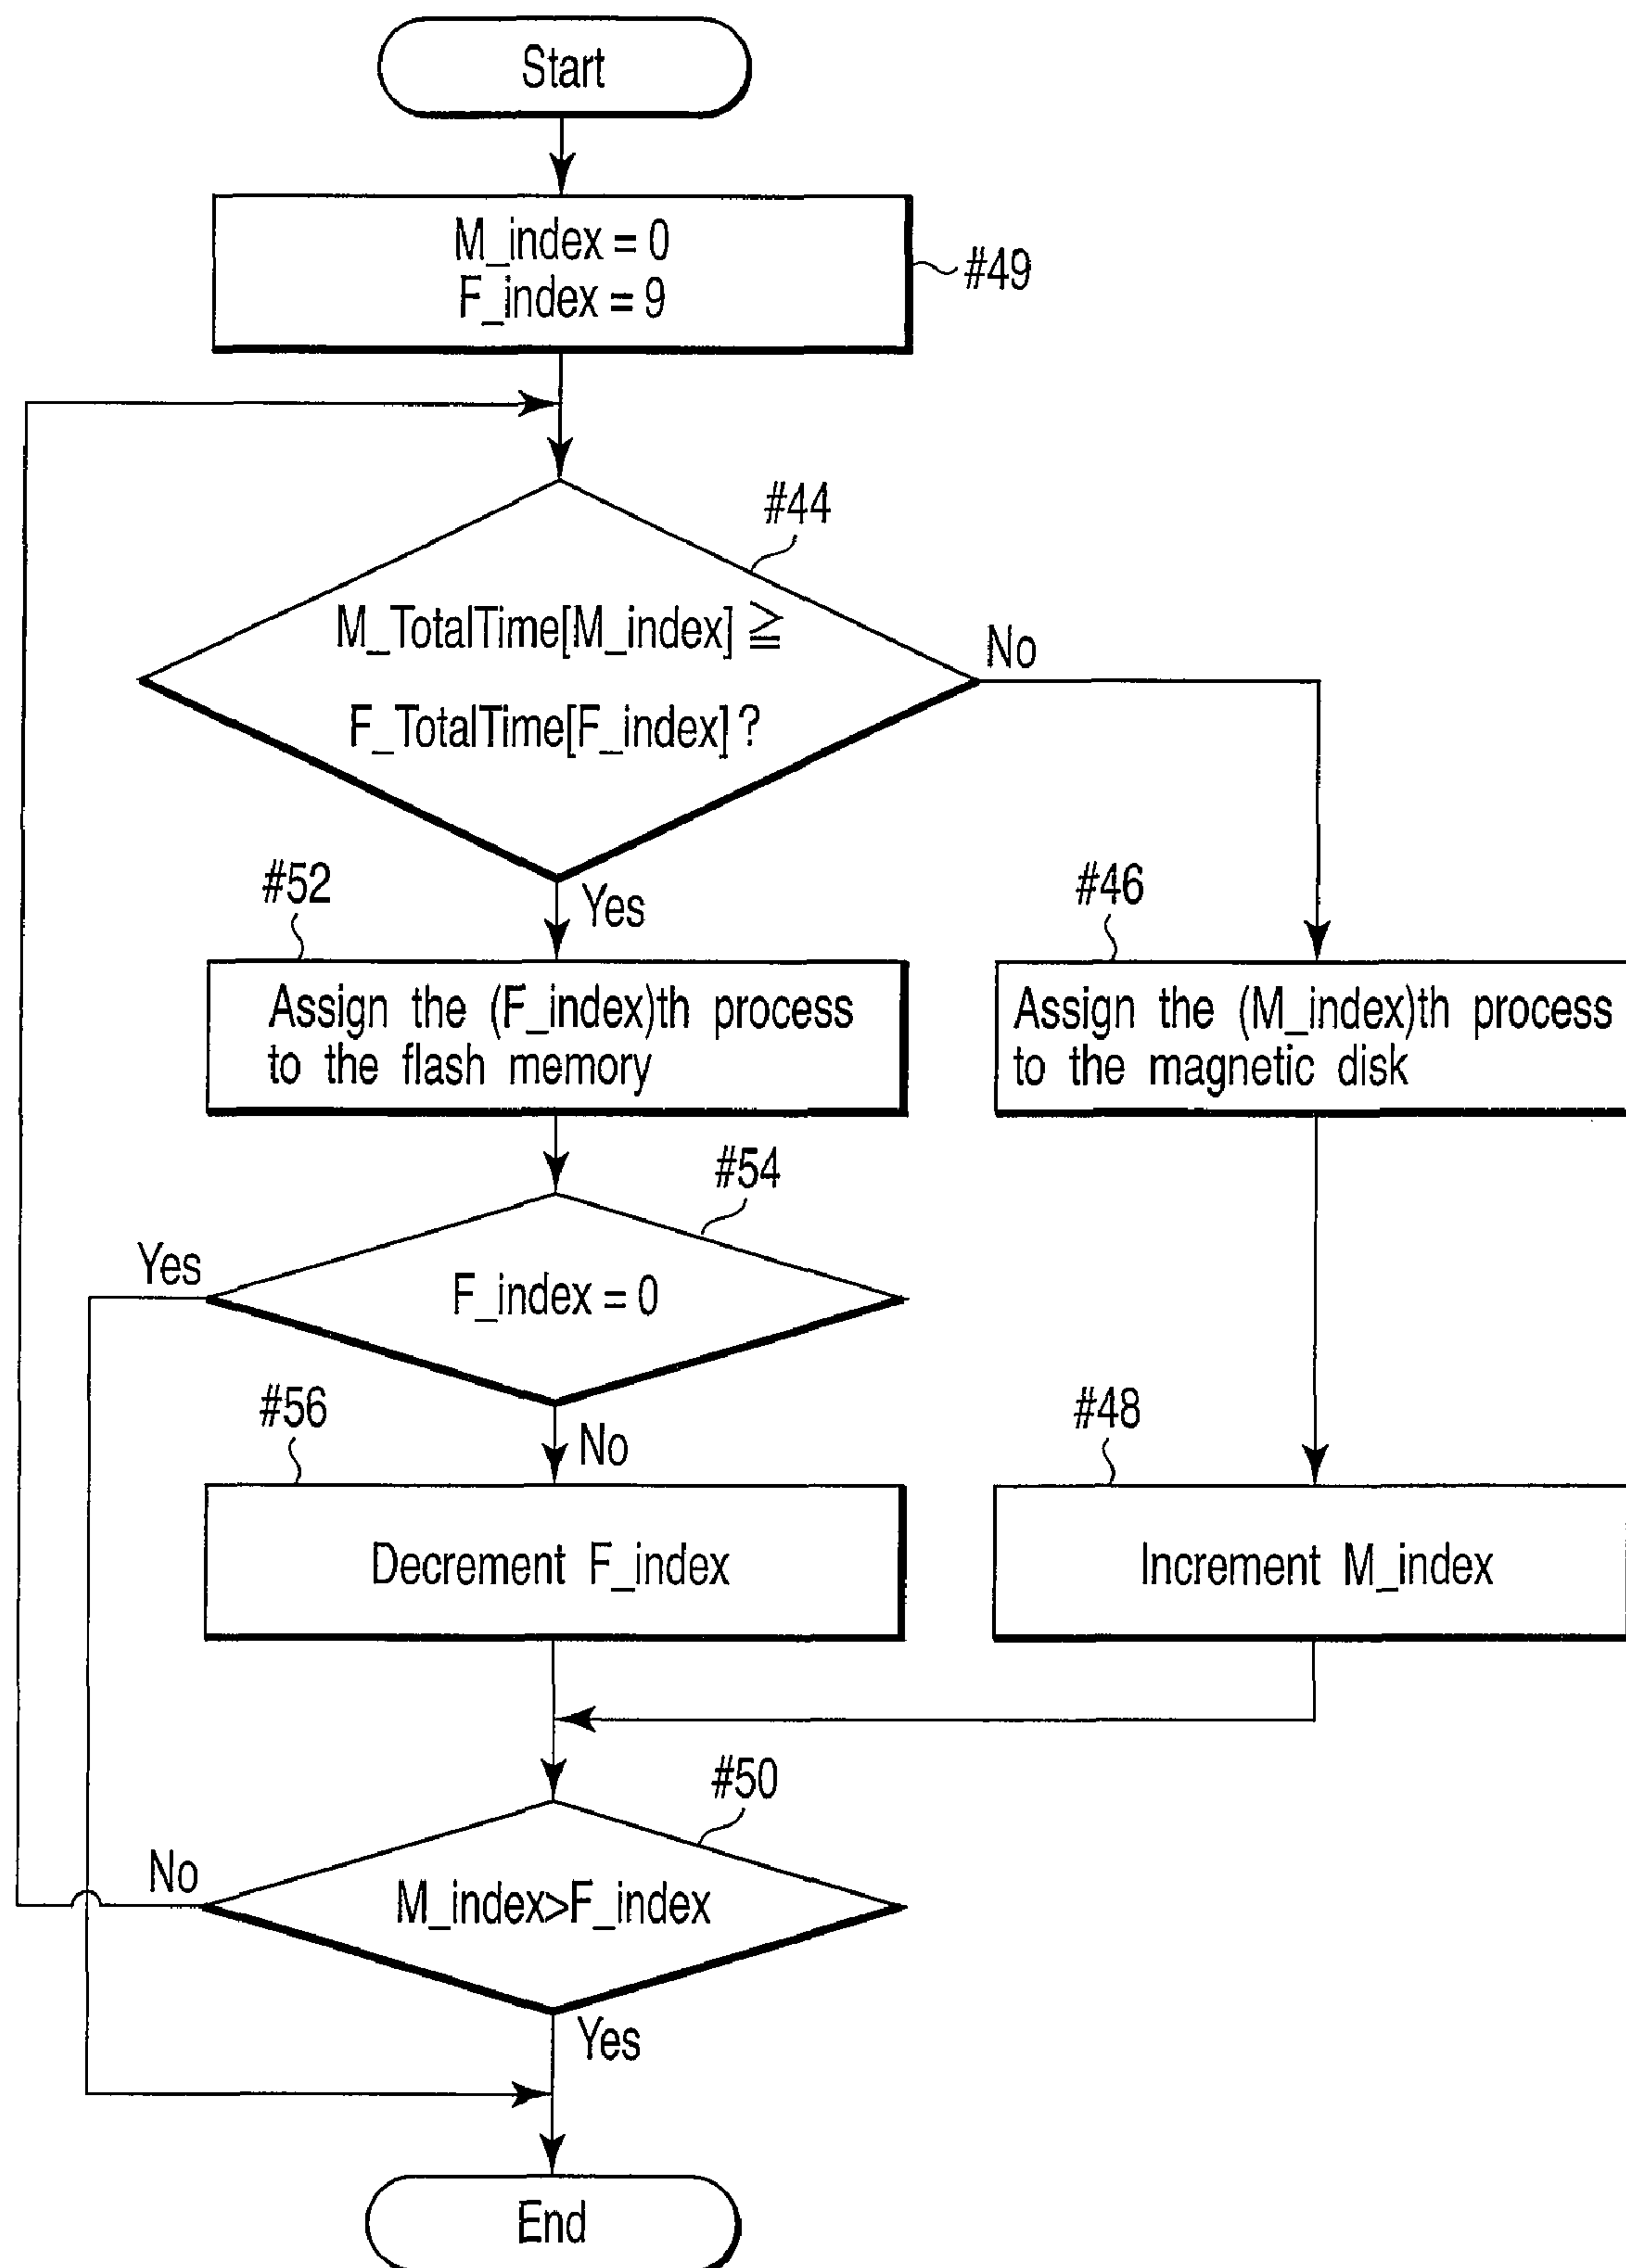 Start
M_index = 0
F_index = 9
#49
#44
M_TotalTime[M_index] ≧
F_TotalTime[F_index] ?
No
Yes
#52
Assign the (F_index)th process
to the flash memory
#46
Assign the (M_index)th process
to the magnetic disk
#54
Yes
F_index = 0
No
#56
Decrement F_index
#48
Increment M_index
#50
No
M_index>F_index
Yes
End